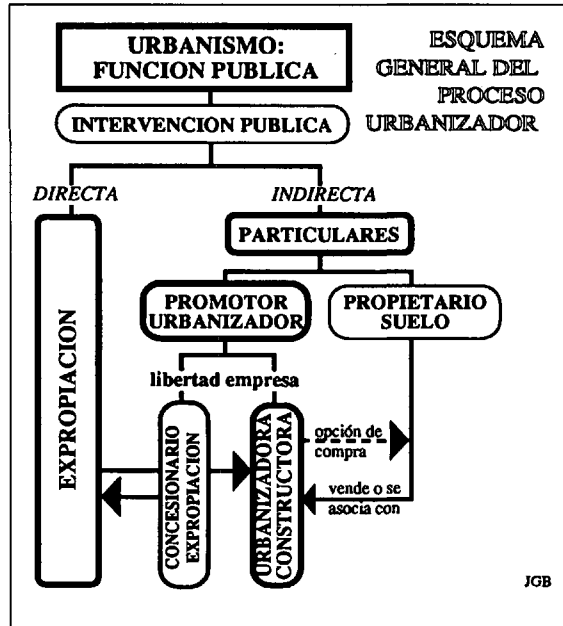 URBANISMO:
FUNCION PUBLICA
ESQUEMA
GENERAL DEL
PROCESO
URBANIZADOR
INTERVENCION PUBLICA
DIRECTA
INDIRECTA
PARTICULARES
PROMOTOR
URBANIZADOR
PROPIETARIO
SUELO
libertad empresa
EXPROPIACION
CONCESIONARIO
EXPROPIACION
URBANIZADORA
CONSTRUCTORA
opción de
compra
vende o se
asocía con
JGB